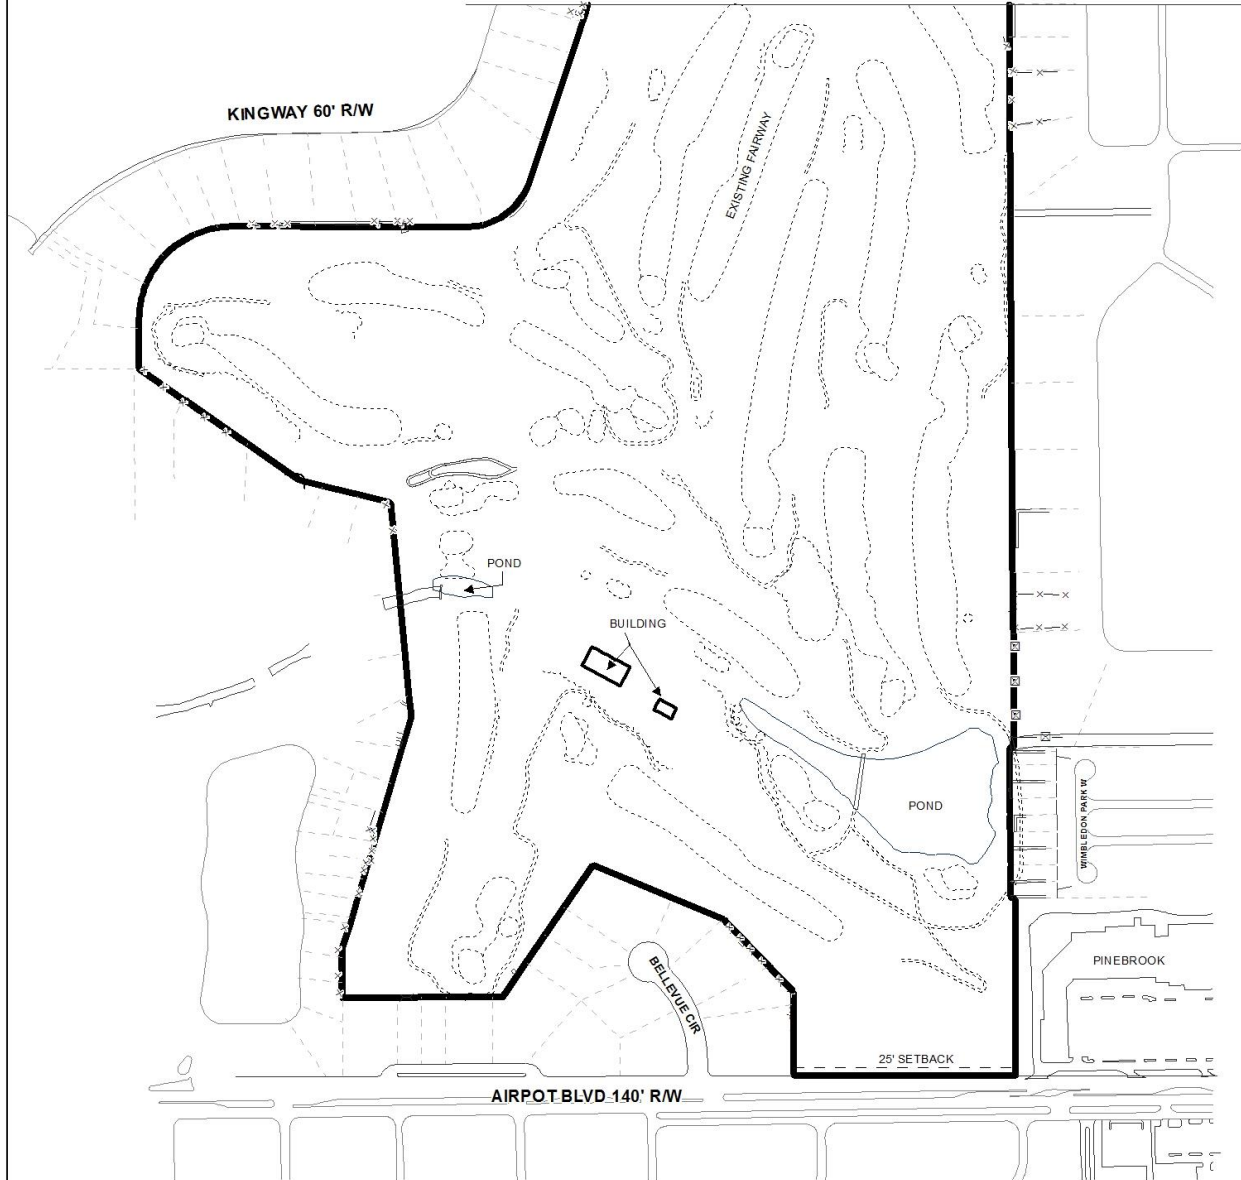 KINGWAY 60' R/W
EXISTING FAIRWAY
POND
BUILDING
POND
WIMBLEDON PARK W
PINEBROOK
BELLEVUE CIR
25' SETBACK
AIRPOT BLVD 140' R/W